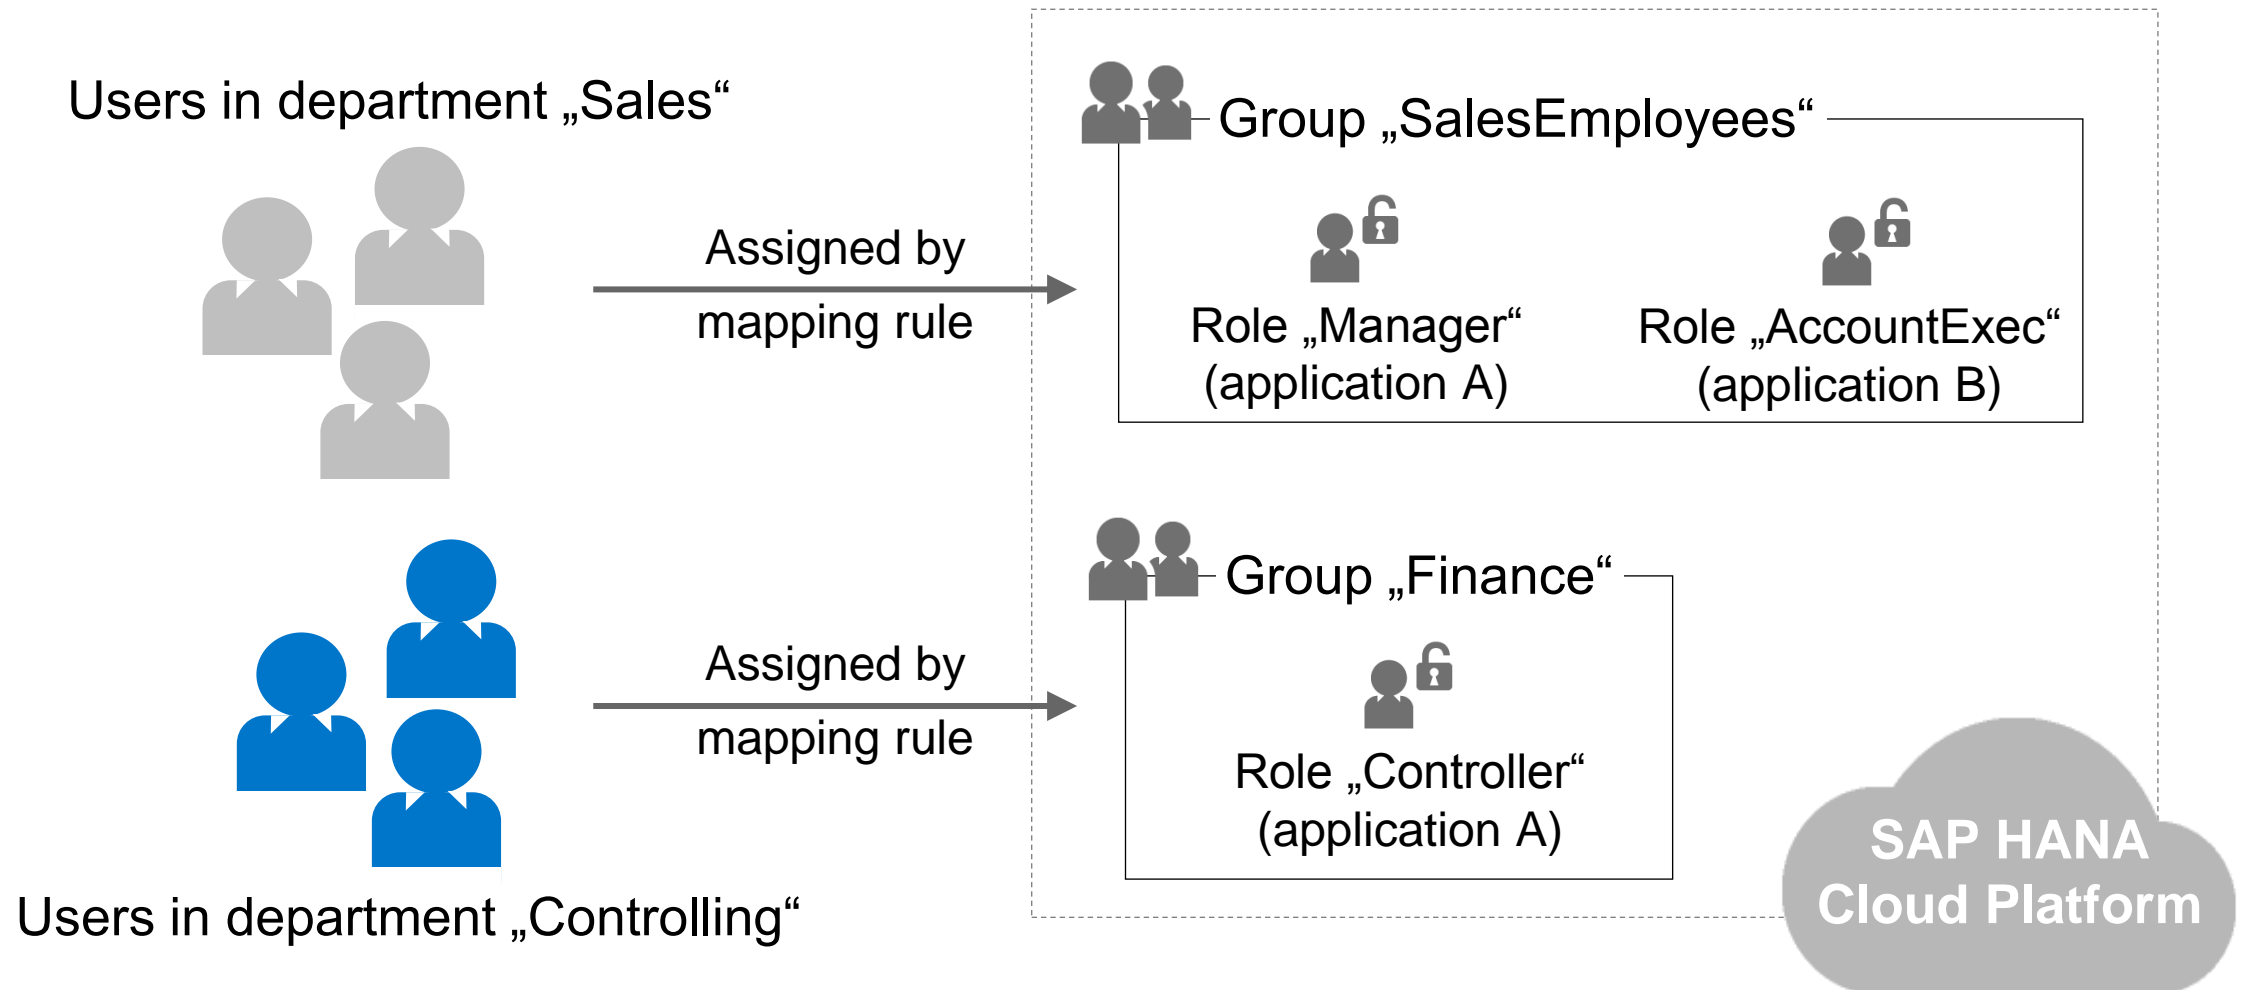 Users in department „Sales“
Assigned by
mapping rule
Group „SalesEmployees“
Role „Manager“
(application A)
Role „AccountExec“
(application B)
Users in department „Controlling“
Assigned by
mapping rule
Group „Finance“
Role „Controller“
(application A)
SAP HANA
Cloud Platform